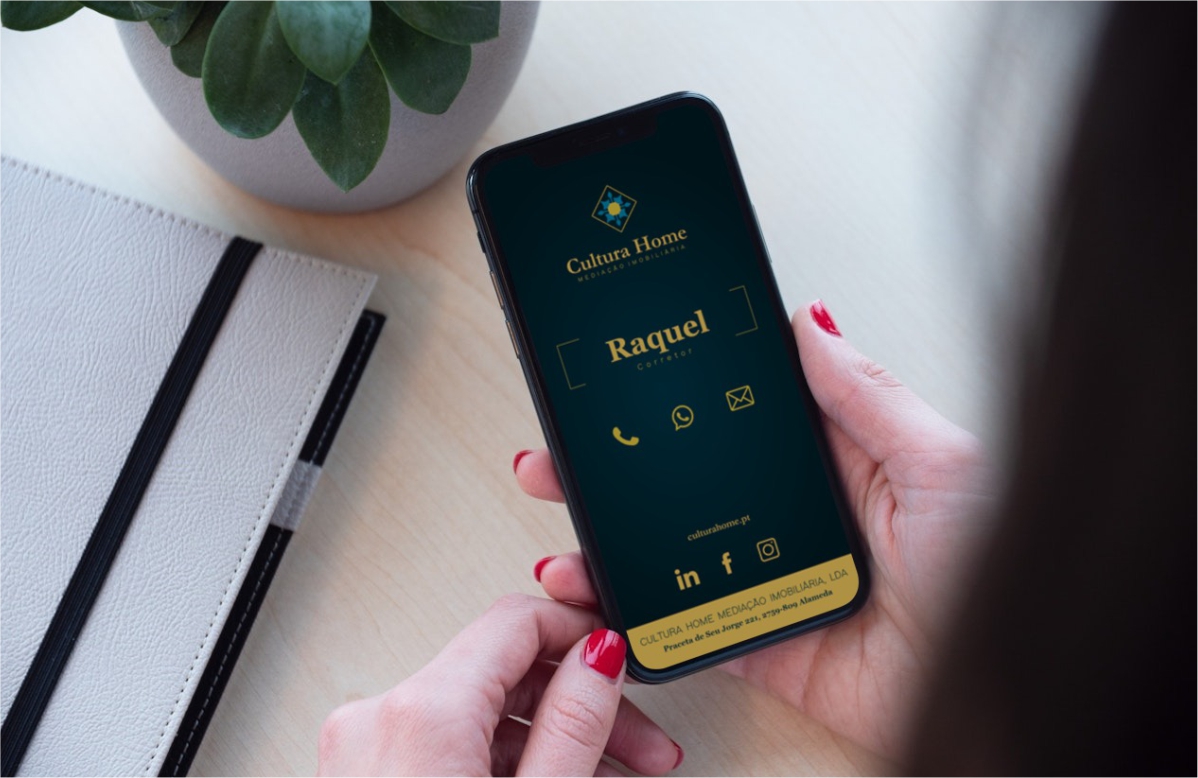 Cultura Home
MEDIAÇÃO IMOBILIÁRIA
Raquel
Corretor
culturahome.pt
in f
CULTURA HOME MEDIAÇÃO IMOBILIÁRIA, LDA
Praceta de Seu Jorge 221, 2739-809 Alameda